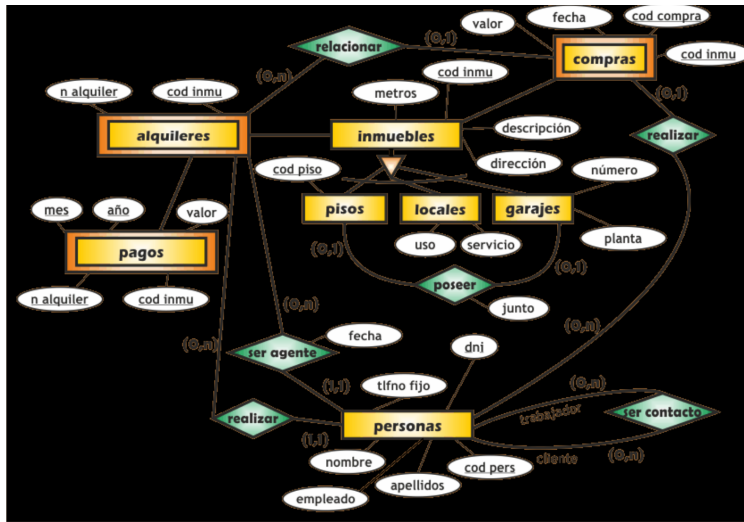 valor
fecha
cod compra
relacionar
(0,1)
compras
cod inmu
(0,n)
cod inmu
n alquiler
cod inmu
metros
(0,1)
alquileres
inmuebles
descripción
realizar
dirección
cod piso
número
mes
año
valor
pisos
locales
garajes
pagos
(0,1)
uso
servicio
planta
(0,1)
n alquiler
cod inmu
poseer
junto
(0,n)
fecha
(0,n)
ser agente
dni
(0,n)
(1,1)
tlfno fijo
(0,n)
realizar
personas
trabajador
ser contacto
(1,1)
nombre
cod pers
cliente
(0,n)
empleado
apellidos